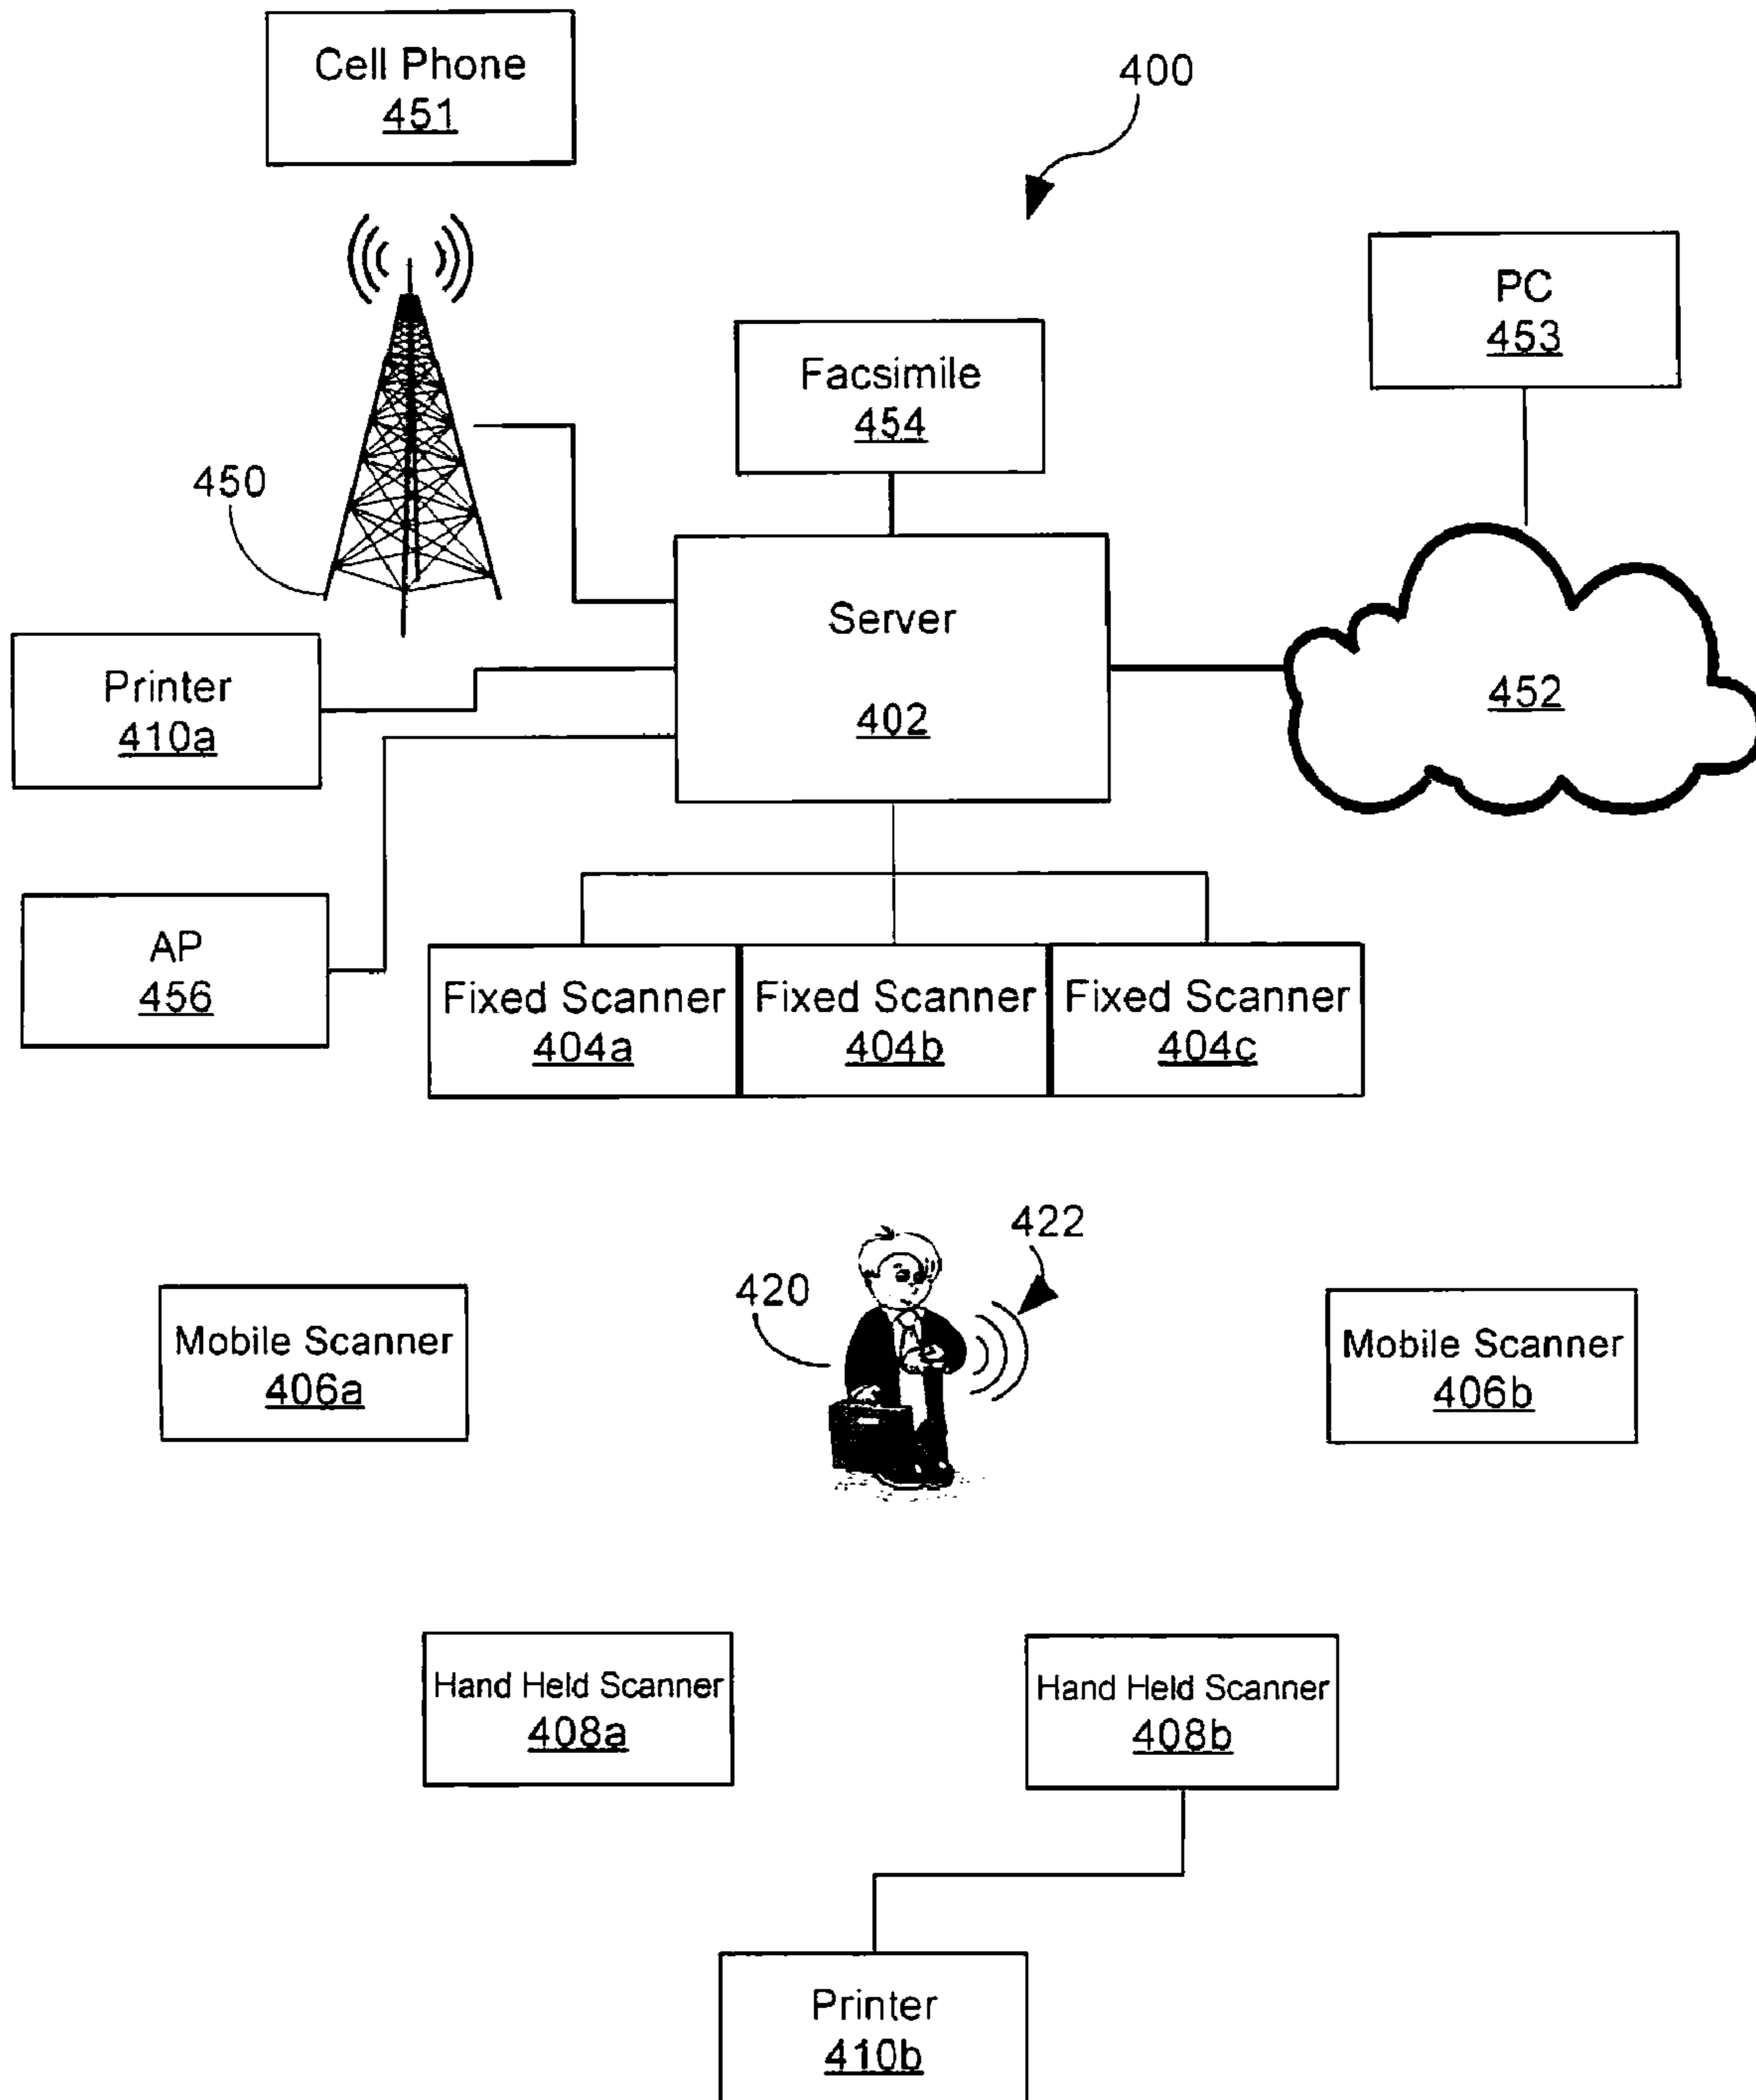 Cell Phone
451
400
PC
453
Facsimile
454
450
Server
402
452
Printer
410a
AP
456
Fixed Scanner
404a
Fixed Scanner
404b
Fixed Scanner
404c
422
420
Mobile Scanner
406a
Mobile Scanner
406b
Hand Held Scanner
408a
Hand Held Scanner
408b
Printer
410b